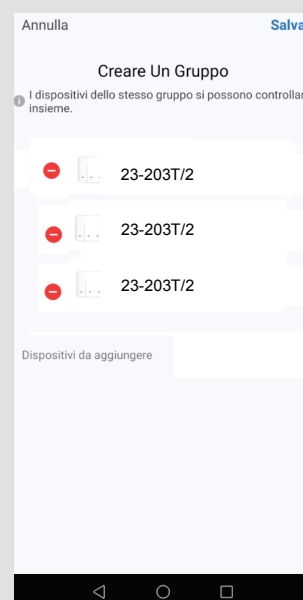 Annulla Salva
Creare Un Gruppo
I dispositivi dello stesso gruppo si possono controllar
insieme.
23-203T/2
23-203T/2
23-203T/2
Dispositivi da aggiungere